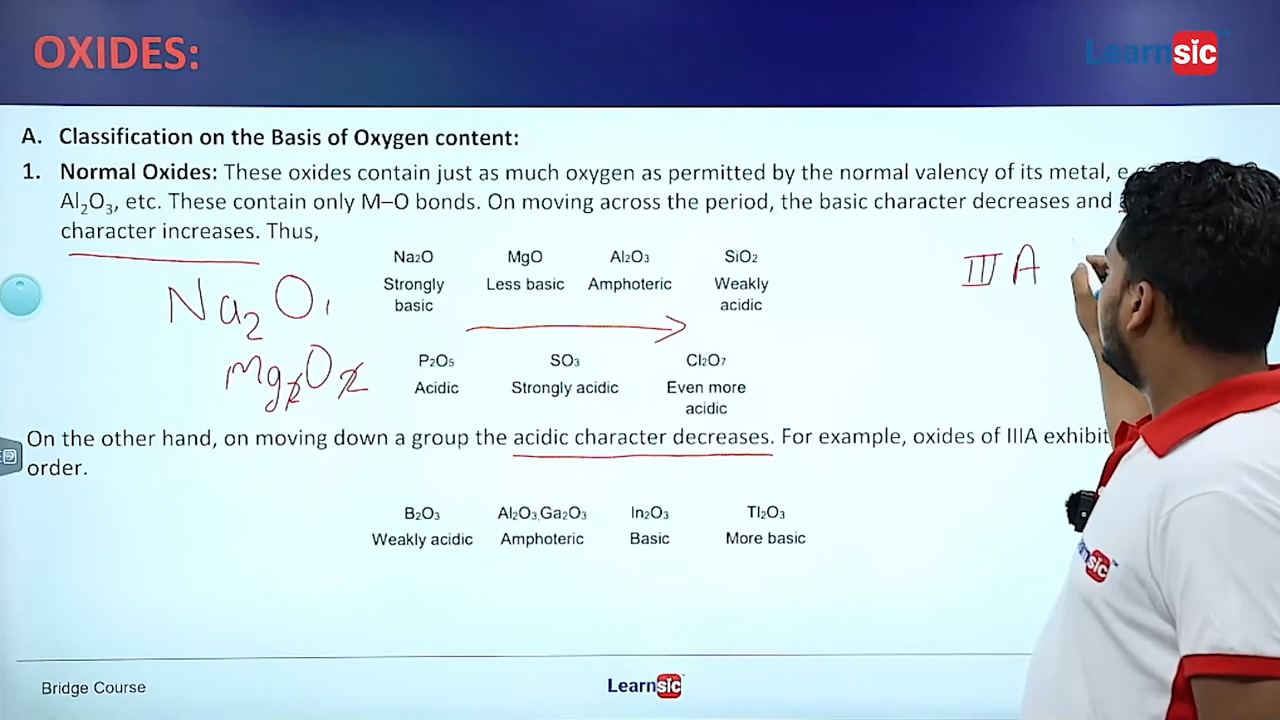 OXIDES:
Learnsic
A. Classification on the Basis of Oxygen content:
1. Normal Oxides: These oxides contain just as much oxygen as permitted by the normal valency of its metal,
Al₂O₃, etc. These contain only M–O bonds. On moving across the period, the basic character decreases and
character increases. Thus,
Na₂O MgO Al₂O₃ SiO₂
Strongly basic Less basic Amphoteric Weakly acidic
III A
Na₂O₁
Mg₂O₂
P₂O₅ SO₃ Cl₂O₇
Acidic Strongly acidic Even more acidic
On the other hand, on moving down a group the acidic character decreases. For example, oxides of IIIA exhibit
order.
B₂O₃ Al₂O₃,Ga₂O₃ In₂O₃ Tl₂O₃
Weakly acidic Amphoteric Basic More basic
Bridge Course
Learnsic
sic